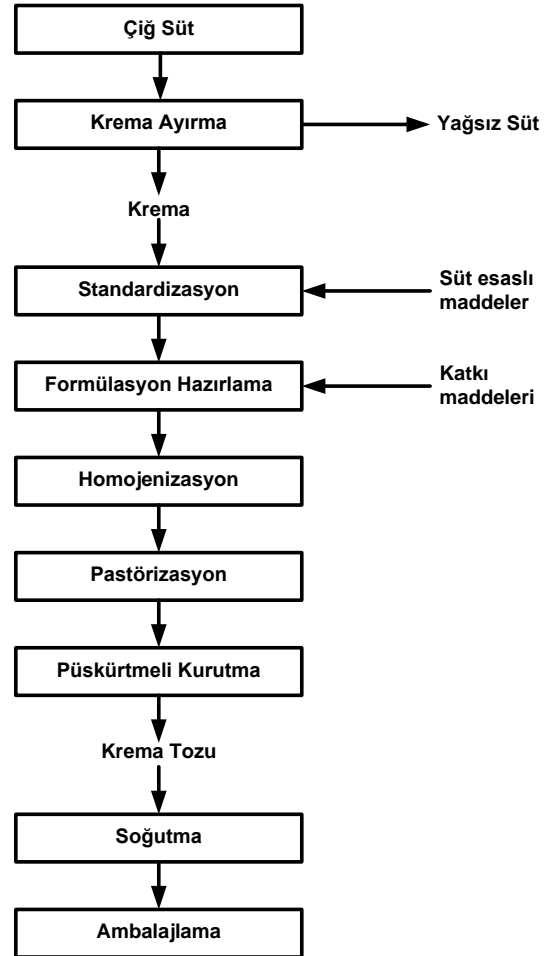 Çiğ Süt
Krema Ayırma
Yağsız Süt
Krema
Standardizasyon
Süt esaslı
maddeler
Formülasyon Hazırlama
Katkı
maddeleri
Homojenizasyon
Pastörizasyon
Püskürtmeli Kurutma
Krema Tozu
Soğutma
Ambalajlama